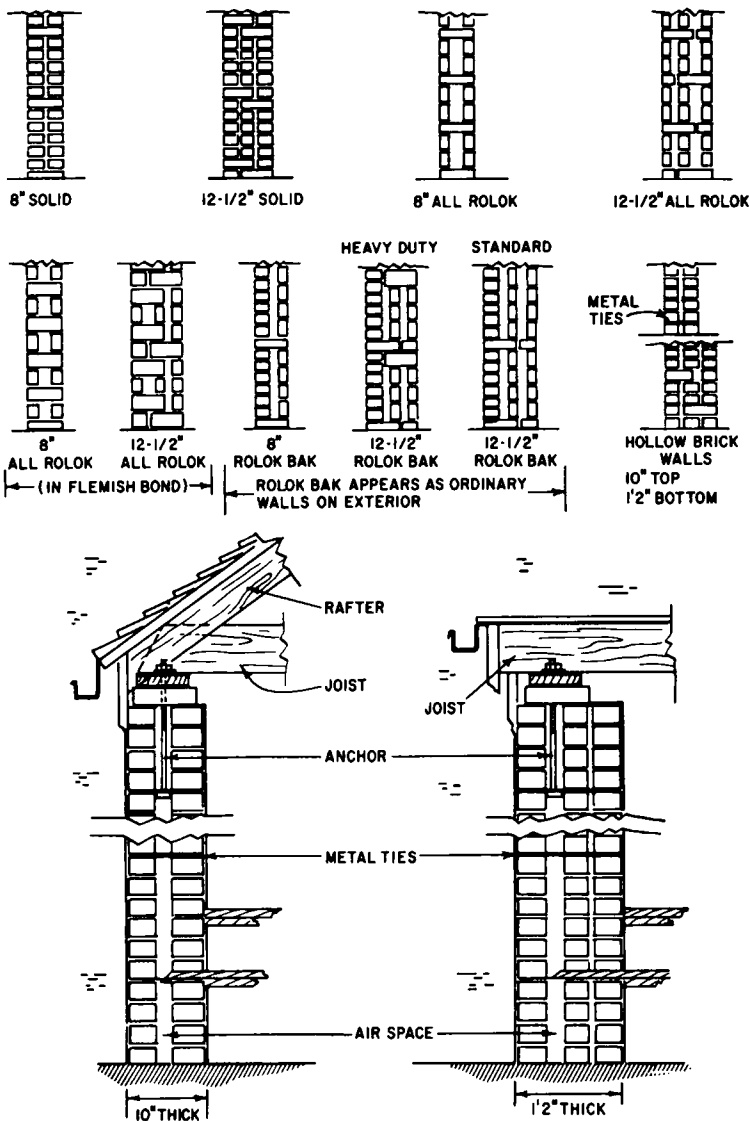 8" SOLID
12-1/2" SOLID
8" ALL ROLOK
12-1/2" ALL ROLOK
HEAVY DUTY
STANDARD
METAL
TIES
8"
ALL ROLOK
12-1/2"
ALL ROLOK
8"
ROLOK BAK
12-1/2"
ROLOK BAK
12-1/2"
ROLOK BAK
HOLLOW BRICK
WALLS
10" TOP
1'2" BOTTOM
(IN FLEMISH BOND)
ROLOK BAK APPEARS AS ORDINARY
WALLS ON EXTERIOR
RAFTER
JOIST
JOIST
ANCHOR
METAL TIES
AIR SPACE
10" THICK
1'2" THICK